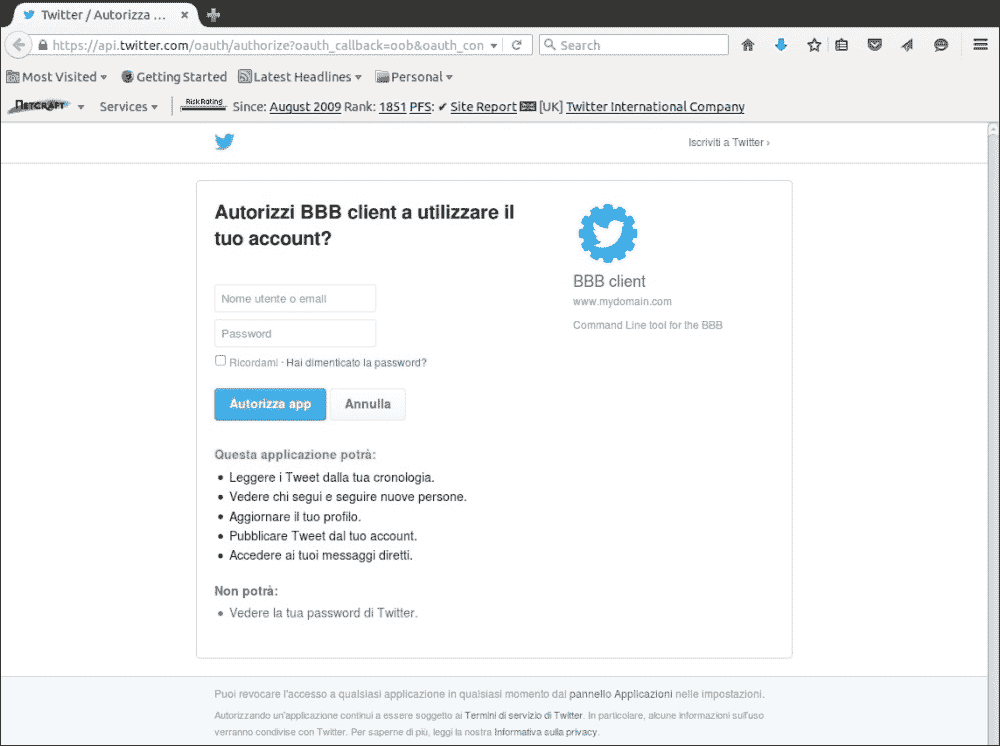 Twitter / Autorizza ...
https://api.twitter.com/oauth/authorize?oauth_callback=oob&oauth_con
Search
Most Visited Getting Started Latest Headlines Personal
NETCRAFT Services RiskRating Since: August 2009 Rank: 1851 PFS: ✔ Site Report [UK] Twitter International Company
Iscriviti a Twitter ›
Autorizzi BBB client a utilizzare il
tuo account?
Nome utente o email
Password
Ricordami · Hai dimenticato la password?
Autorizza app Annulla
BBB client
www.mydomain.com
Command Line tool for the BBB
Questa applicazione potrà:
• Leggere i Tweet dalla tua cronologia.
• Vedere chi segui e seguire nuove persone.
• Aggiornare il tuo profilo.
• Pubblicare Tweet dal tuo account.
• Accedere ai tuoi messaggi diretti.
Non potrà:
• Vedere la tua password di Twitter.
Puoi revocare l'accesso a qualsiasi applicazione in qualsiasi momento dal pannello Applicazioni nelle impostazioni.
Autorizzando un'applicazione continui a essere soggetto ai Termini di servizio di Twitter. In particolare, alcune informazioni sull'uso
verranno condivise con Twitter. Per saperne di più, leggi la nostra Informativa sulla privacy.